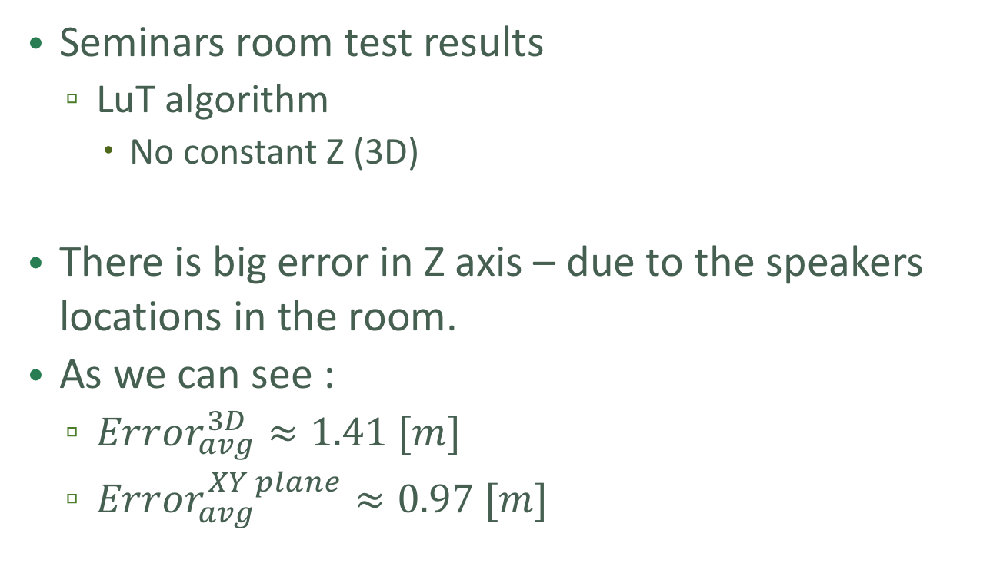 • Seminars room test results
▫ LuT algorithm
• No constant Z (3D)
• There is big error in Z axis – due to the speakers
locations in the room.
• As we can see :
▫ $Error_{avg}^{3D} \approx 1.41\ [m]$
▫ $Error_{avg}^{XY\ plane} \approx 0.97\ [m]$